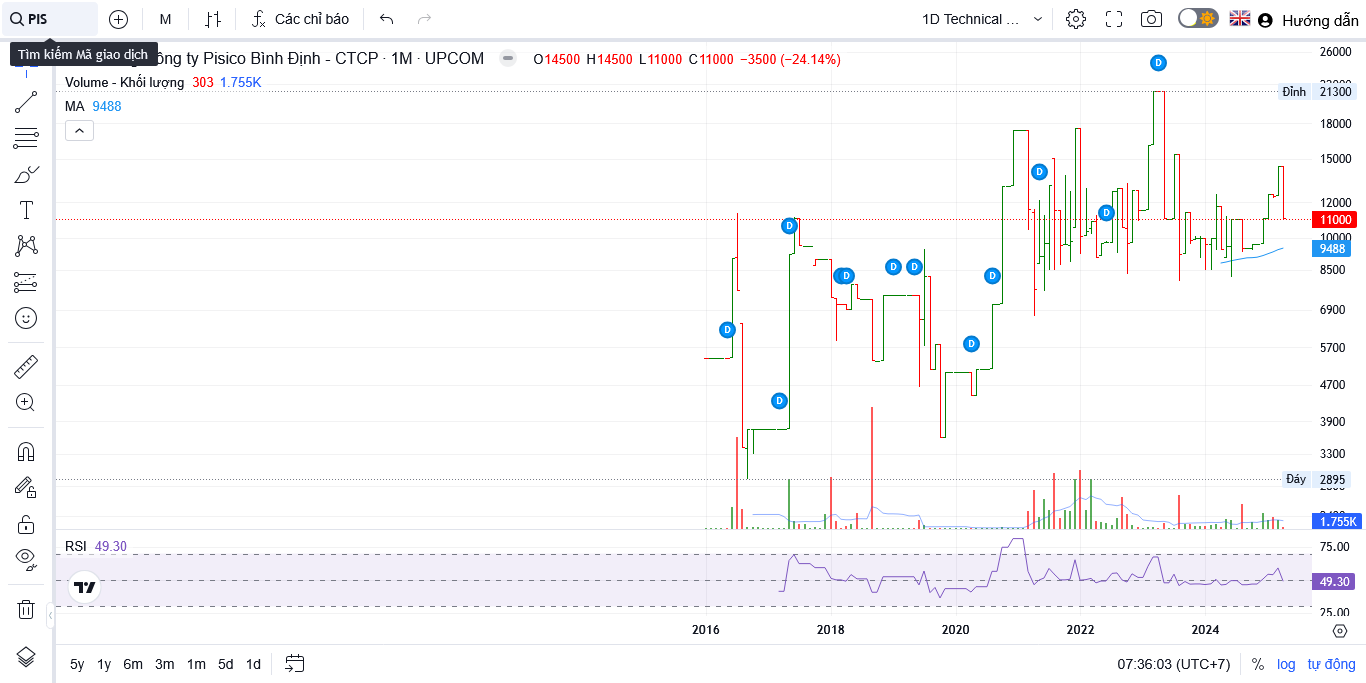 PIS
M
Các chỉ báo
1D Technical ...
Hướng dẫn
Tìm kiếm Mã giao dịch
ông ty Pisico Bình Định - CTCP · 1M · UPCOM
O14500 H14500 L11000 C11000 −3500 (−24.14%)
Volume - Khối lượng 303 1.755K
MA 9488
D
D
D
D
D
D
D
D
D
D
D
D
26000
Đỉnh 21300
18000
15000
12000
11000
10000
9488
8500
6900
5700
4700
3900
3300
Đáy 2895
1.755K
RSI 49.30
75.00
49.30
25.00
2016 2018 2020 2022 2024
5y 1y 6m 3m 1m 5d 1d
07:36:03 (UTC+7) % log tự động